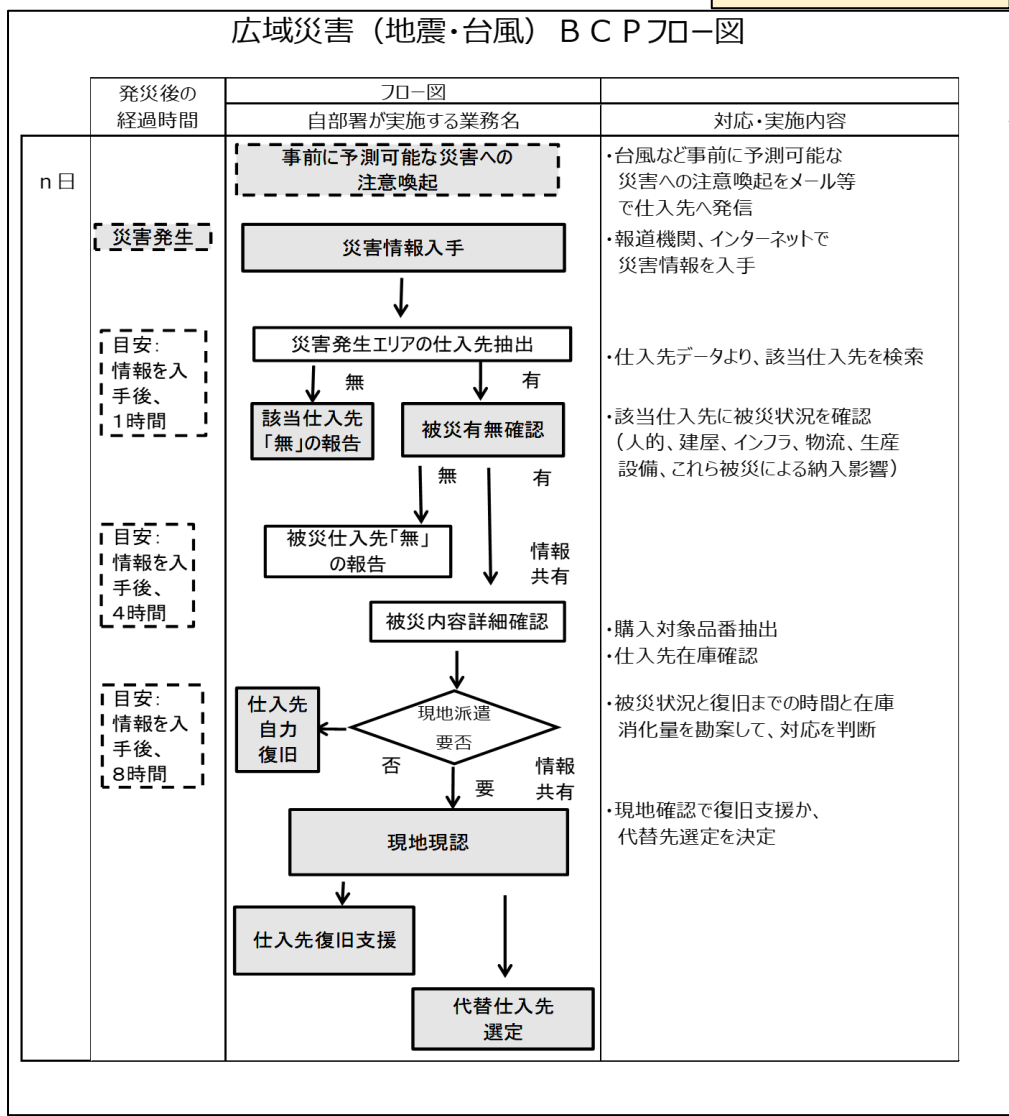 広域災害（地震・台風）ＢＣＰフロー図
発災後の
経過時間
フロー図
自部署が実施する業務名
対応・実施内容
n日
事前に予測可能な災害への
注意喚起
・台風など事前に予測可能な
災害への注意喚起をメール等
で仕入先へ発信
災害発生
災害情報入手
・報道機関、インターネットで
災害情報を入手
目安：
情報を入
手後、
1時間
災害発生エリアの仕入先抽出
・仕入先データより、該当仕入先を検索
無
有
該当仕入先
「無」の報告
被災有無確認
・該当仕入先に被災状況を確認
（人的、建屋、インフラ、物流、生産
設備、これら被災による納入影響）
無
有
目安：
情報を入
手後、
4時間
被災仕入先「無」
の報告
情報
共有
被災内容詳細確認
・購入対象品番抽出
・仕入先在庫確認
目安：
情報を入
手後、
8時間
仕入先
自力
復旧
現地派遣
要否
・被災状況と復旧までの時間と在庫
消化量を勘案して、対応を判断
否
要
情報
共有
現地現認
・現地確認で復旧支援か、
代替先選定を決定
仕入先復旧支援
代替仕入先
選定